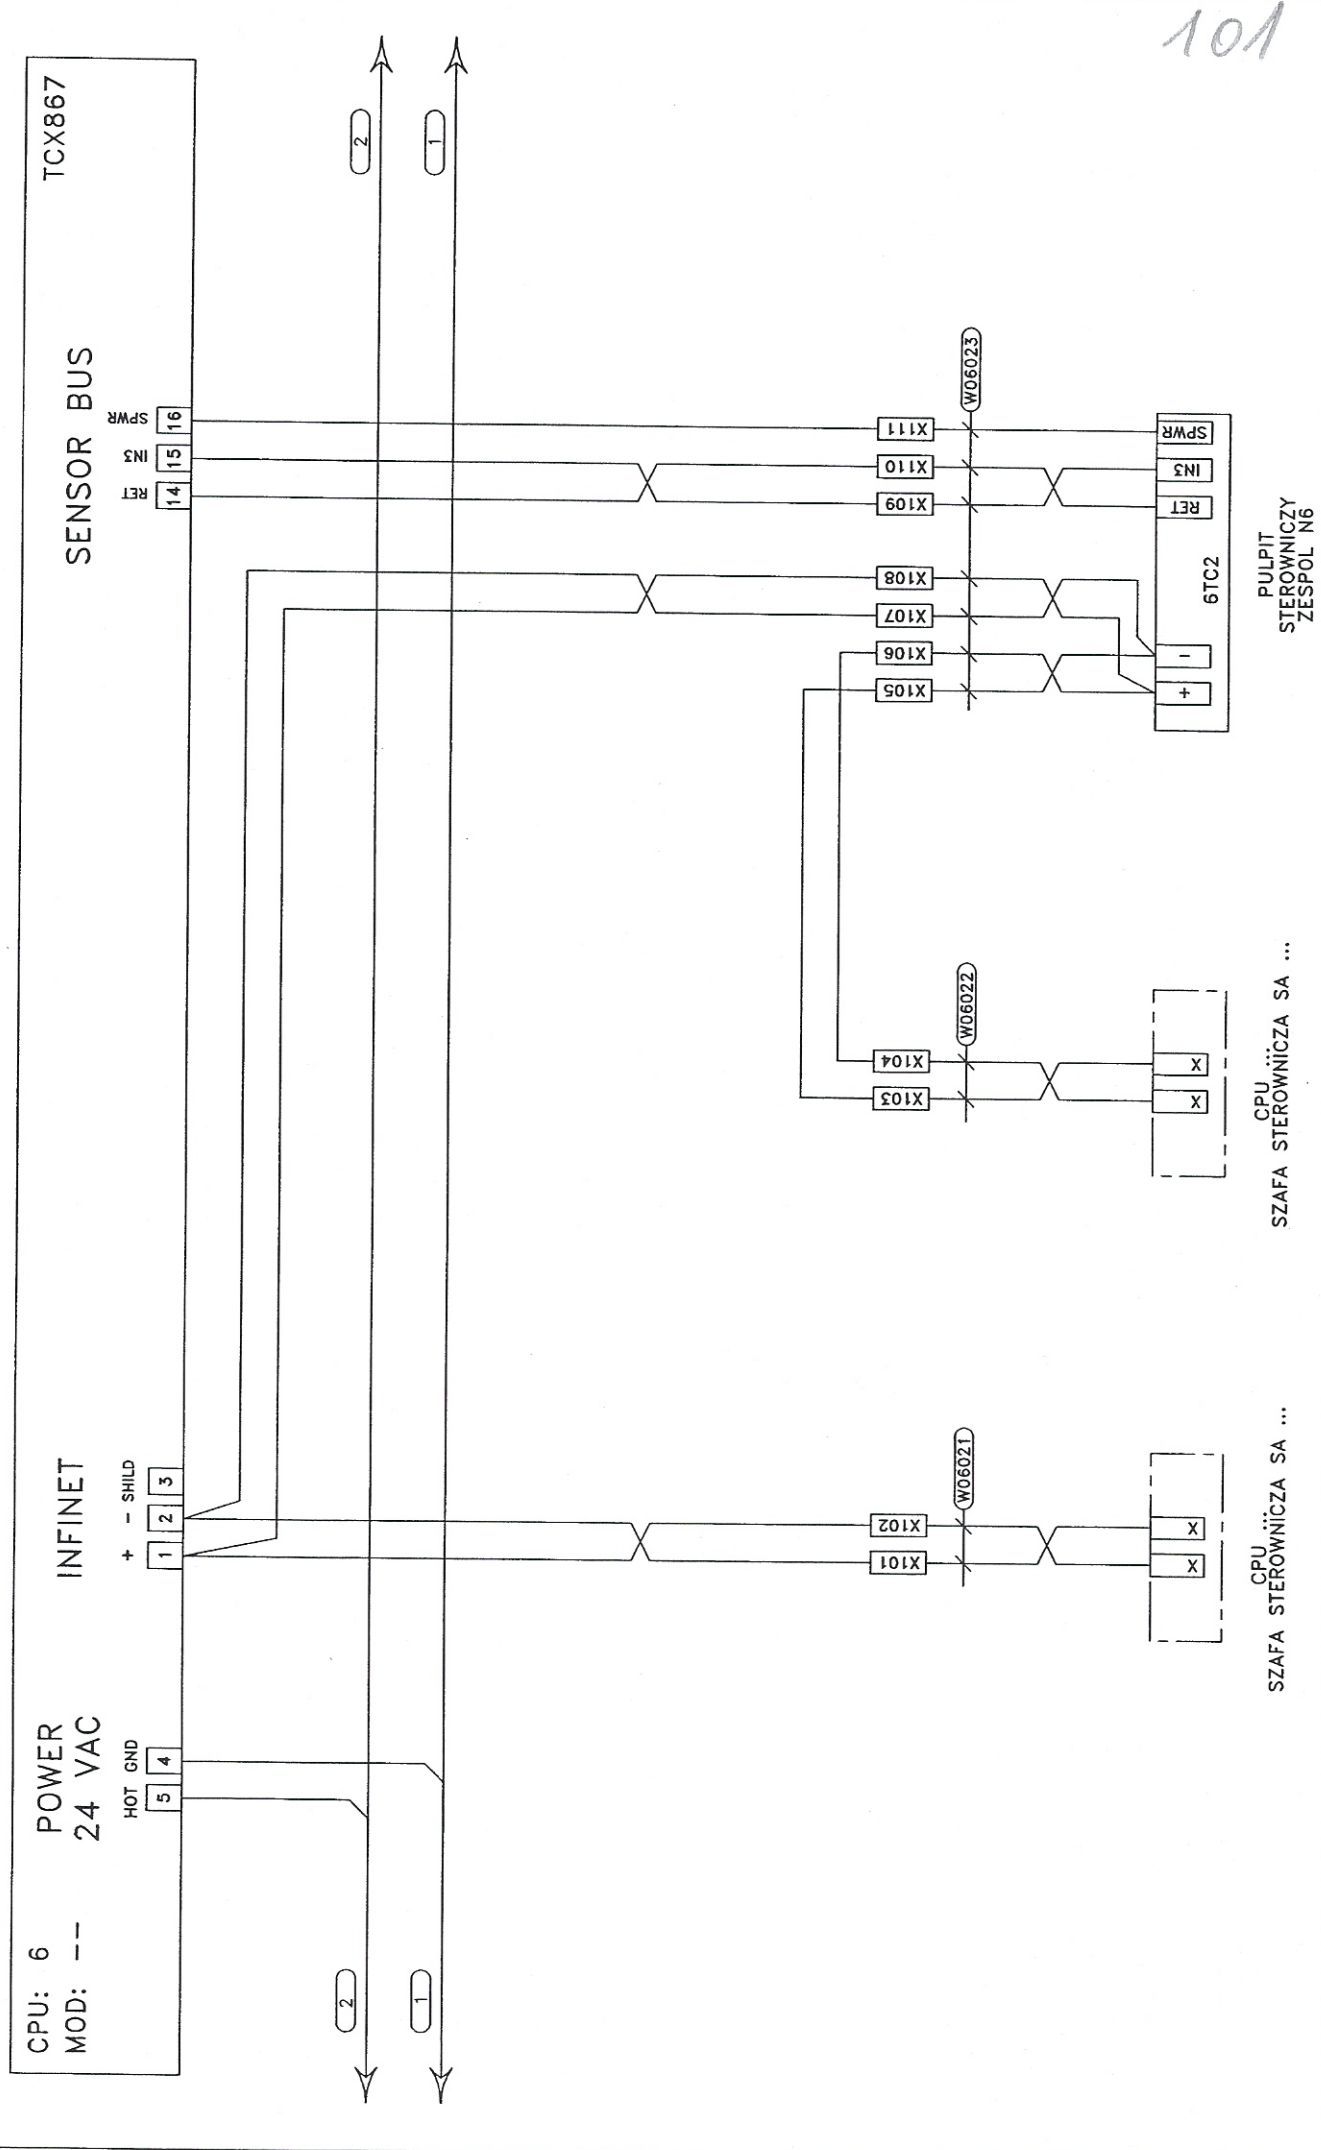 101
CPU: 6
MOD: --
POWER
24 VAC
INFINET
SENSOR BUS
TCX867
HOT
GND
+
-
SHILD
RET
IN3
SPWR
5
4
1
2
3
14
15
16
2
2
1
1
X101
X102
X103
X104
X105
X106
X107
X108
X109
X110
X111
W06021
W06022
W06023
X
X
X
X
+
-
6TC2
RET
IN3
SPWR
CPU ...
SZAFA STEROWNICZA SA ...
CPU ...
SZAFA STEROWNICZA SA ...
PULPIT
STEROWNICZY
ZESPOL N6